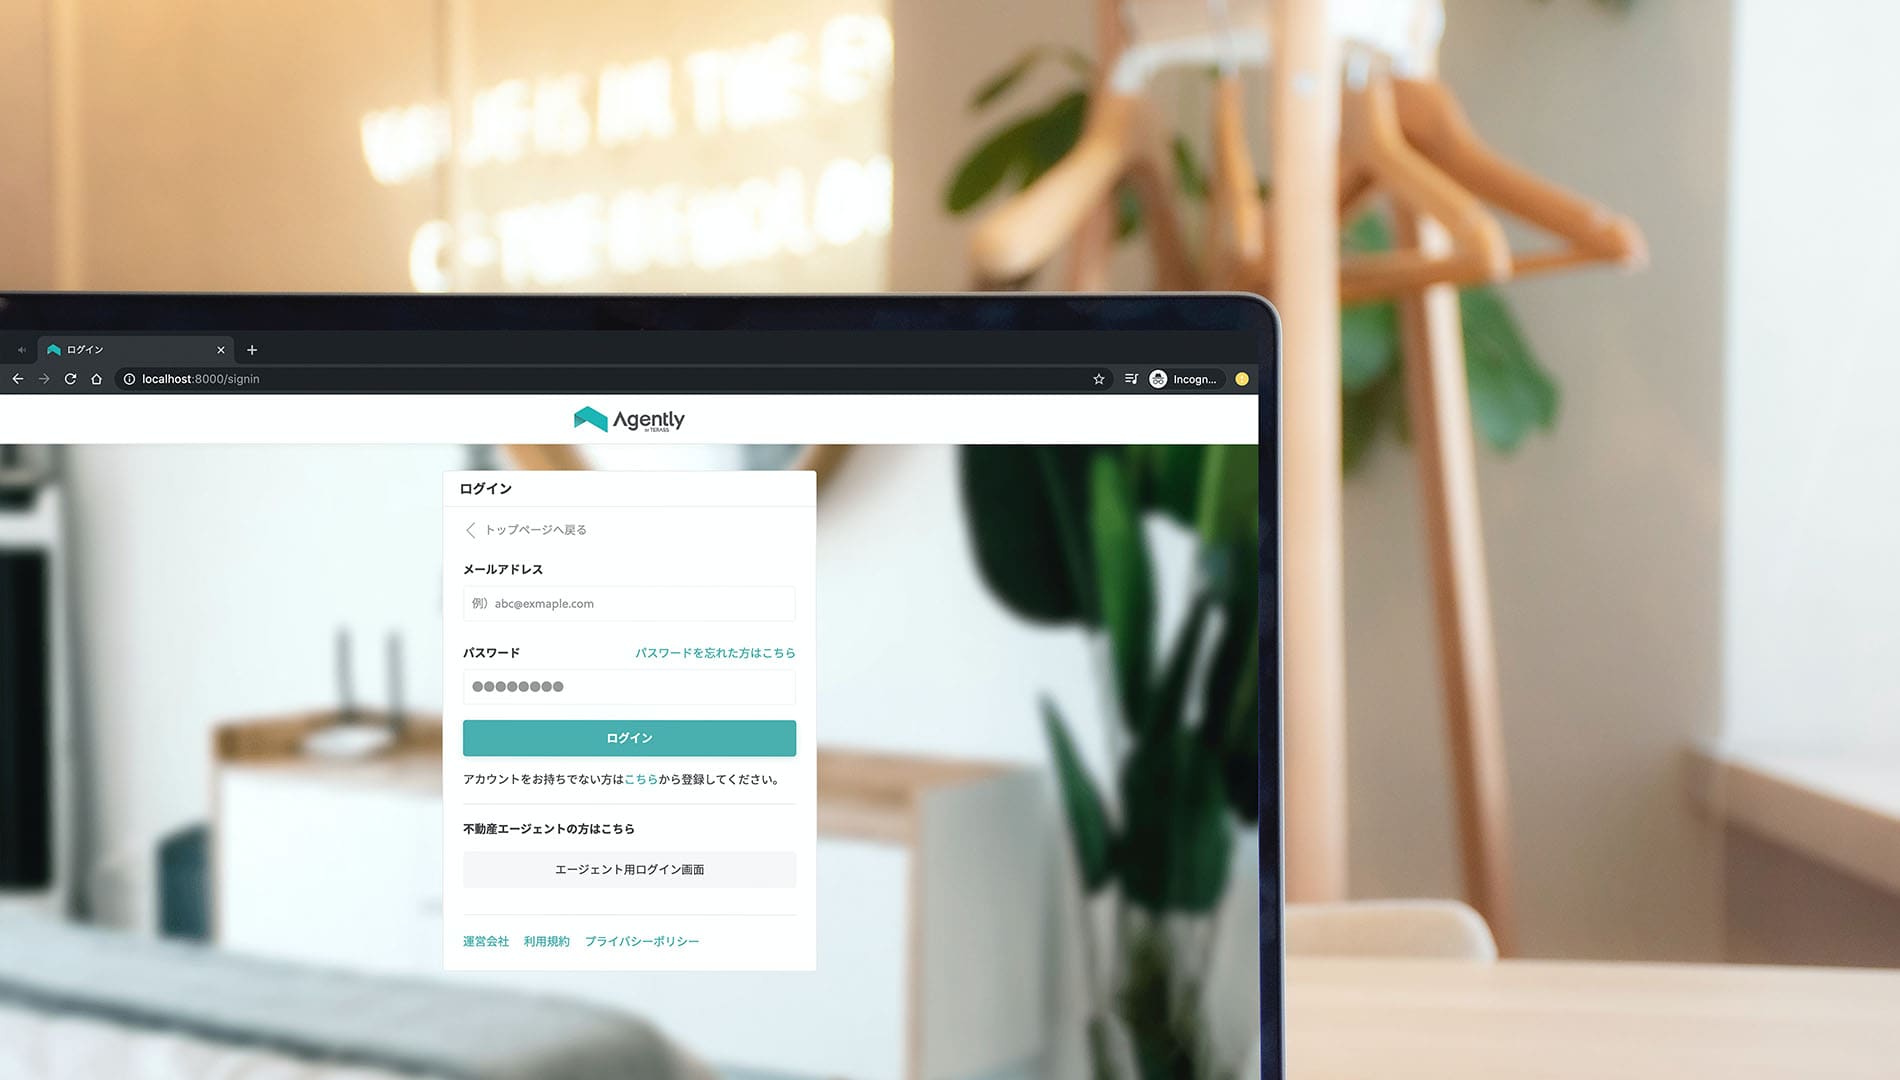 ログイン
localhost:8000/signin
Incogn...
Agently
by TERASS
ログイン
トップページへ戻る
メールアドレス
例）abc@exmaple.com
パスワード
パスワードを忘れた方はこちら
ログイン
アカウントをお持ちでない方はこちらから登録してください。
不動産エージェントの方はこちら
エージェント用ログイン画面
運営会社 利用規約 プライバシーポリシー